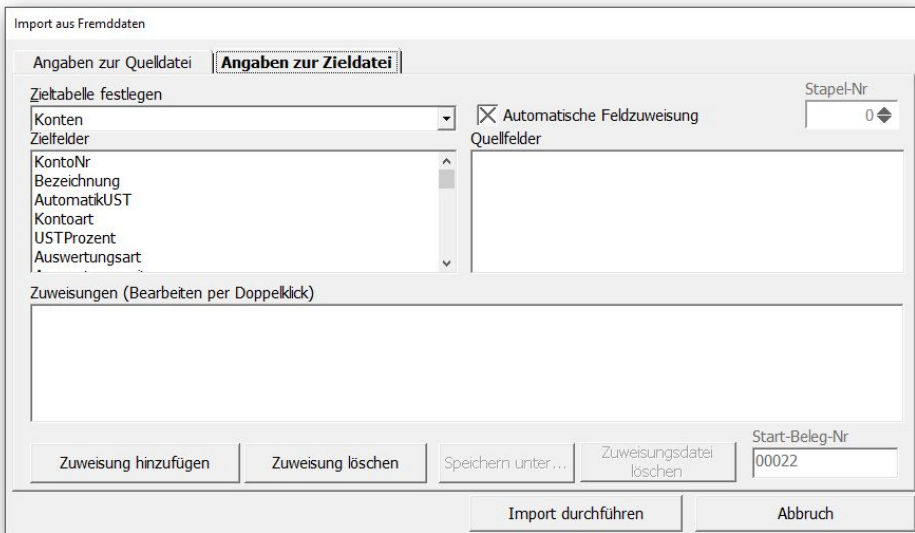 Import aus Fremddaten
Angaben zur Quelldatei
Angaben zur Zieldatei
Zieltabelle festlegen
Stapel-Nr
Konten
Automatische Feldzuweisung
0
Zielfelder
Quellfelder
KontoNr
Bezeichnung
AutomatikUST
Kontoart
USTProzent
Auswertungsart
Zuweisungen (Bearbeiten per Doppelklick)
Start-Beleg-Nr
Zuweisung hinzufügen
Zuweisung löschen
Speichern unter...
Zuweisungsdatei
löschen
00022
Import durchführen
Abbruch